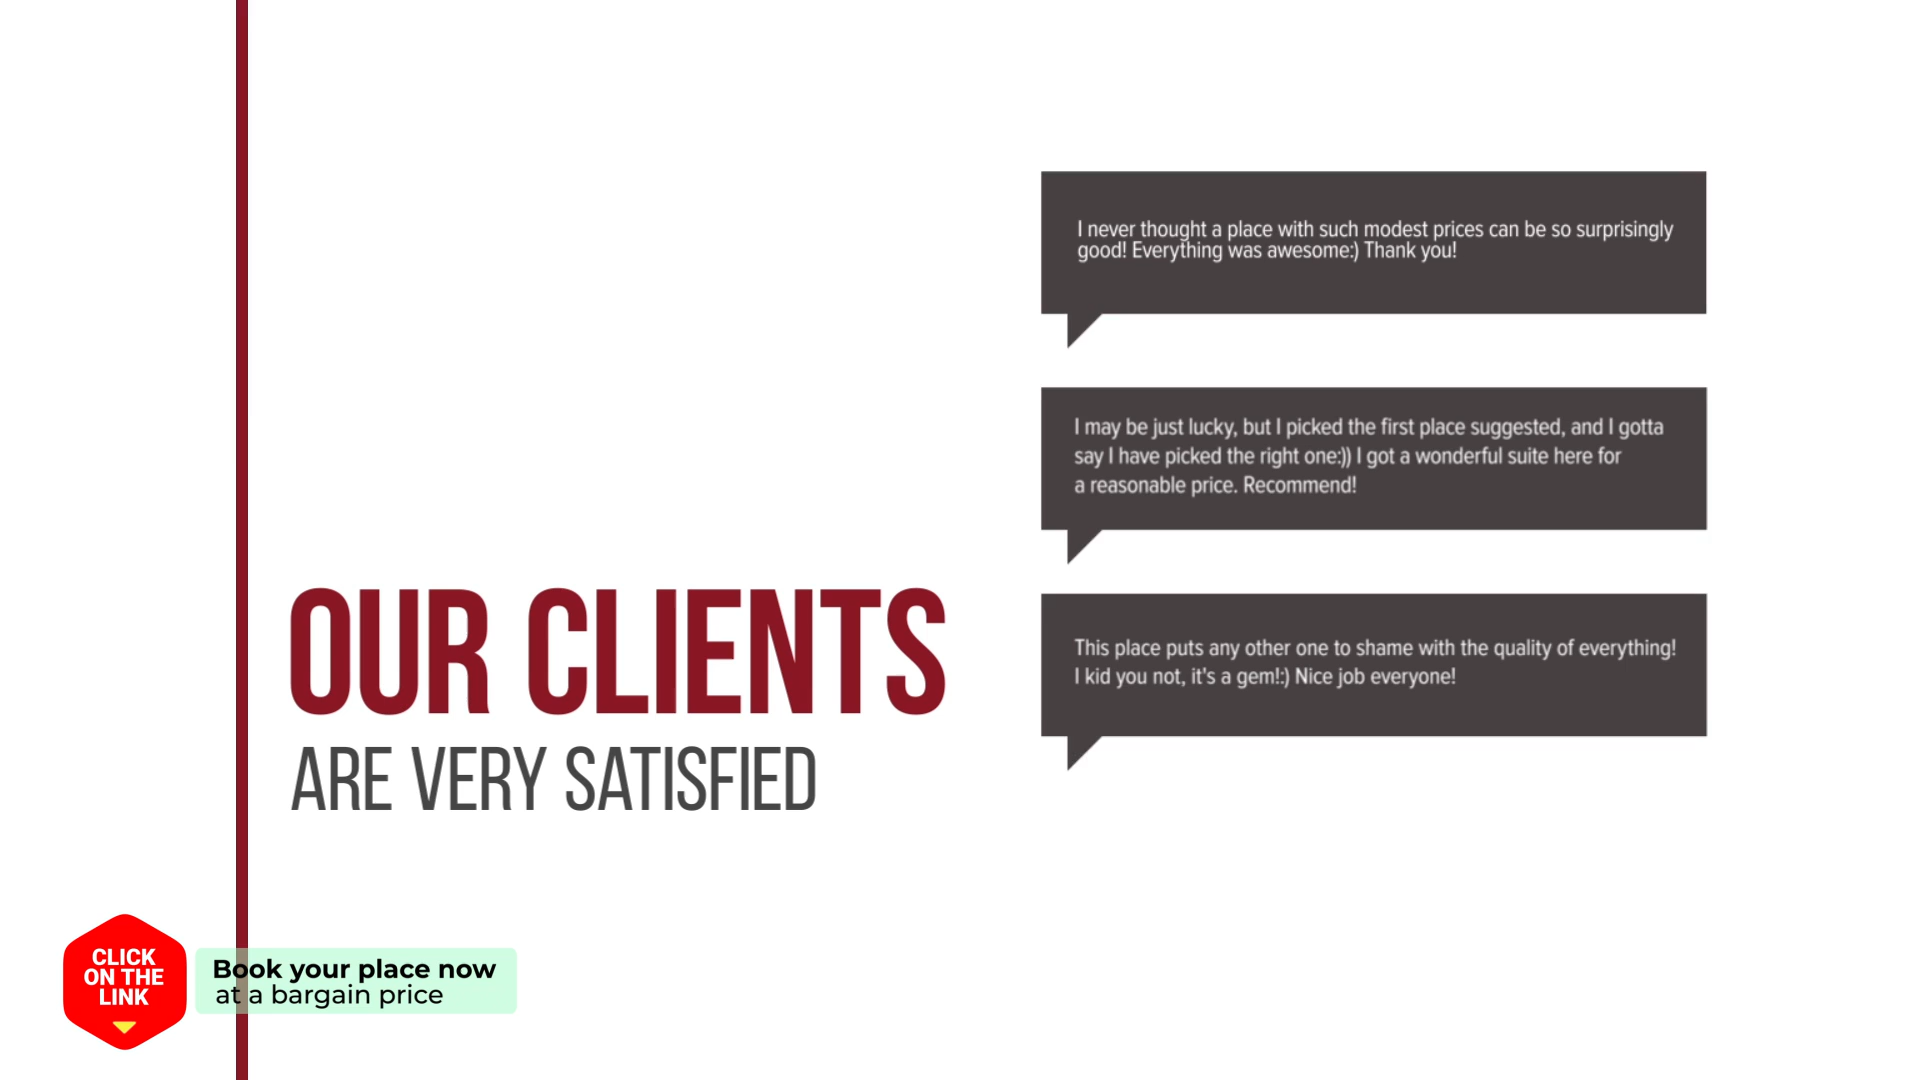 I never thought a place with such modest prices can be so surprisingly
good! Everything was awesome:) Thank you!
I may be just lucky, but I picked the first place suggested, and I gotta
say I have picked the right one:)) I got a wonderful suite here for
a reasonable price. Recommend!
This place puts any other one to shame with the quality of everything!
I kid you not, it's a gem!:) Nice job everyone!
OUR CLIENTS
ARE VERY SATISFIED
CLICK
ON THE
LINK
Book your place now
at a bargain price